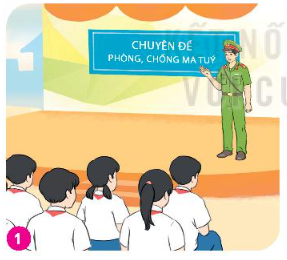 CHUYÊN ĐỀ
PHÒNG, CHỐNG MA TUÝ
1